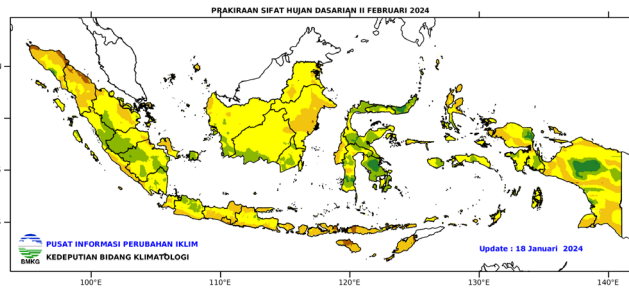 PRAKIRAAN SIFAT HUJAN DASARIAN II FEBRUARI 2024
PUSAT INFORMASI PERUBAHAN IKLIM
KEDEPUTIAN BIDANG KLIMATOLOGI
BMKG
Update : 18 Januari 2024
100°E 110°E 120°E 130°E 140°E